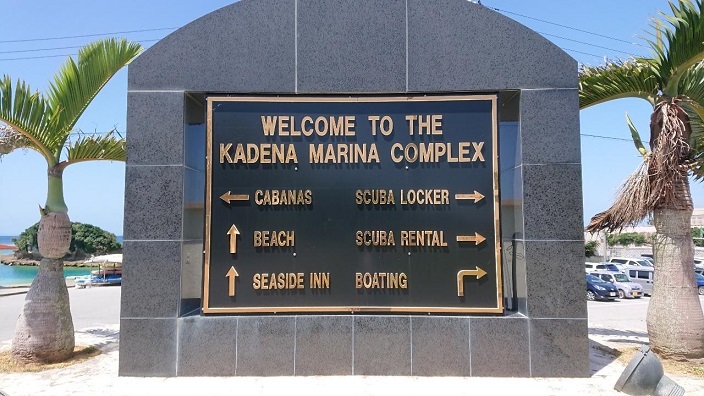 WELCOME TO THE
KADENA MARINA COMPLEX
CABANAS
BEACH
SEASIDE INN
SCUBA LOCKER
SCUBA RENTAL
BOATING